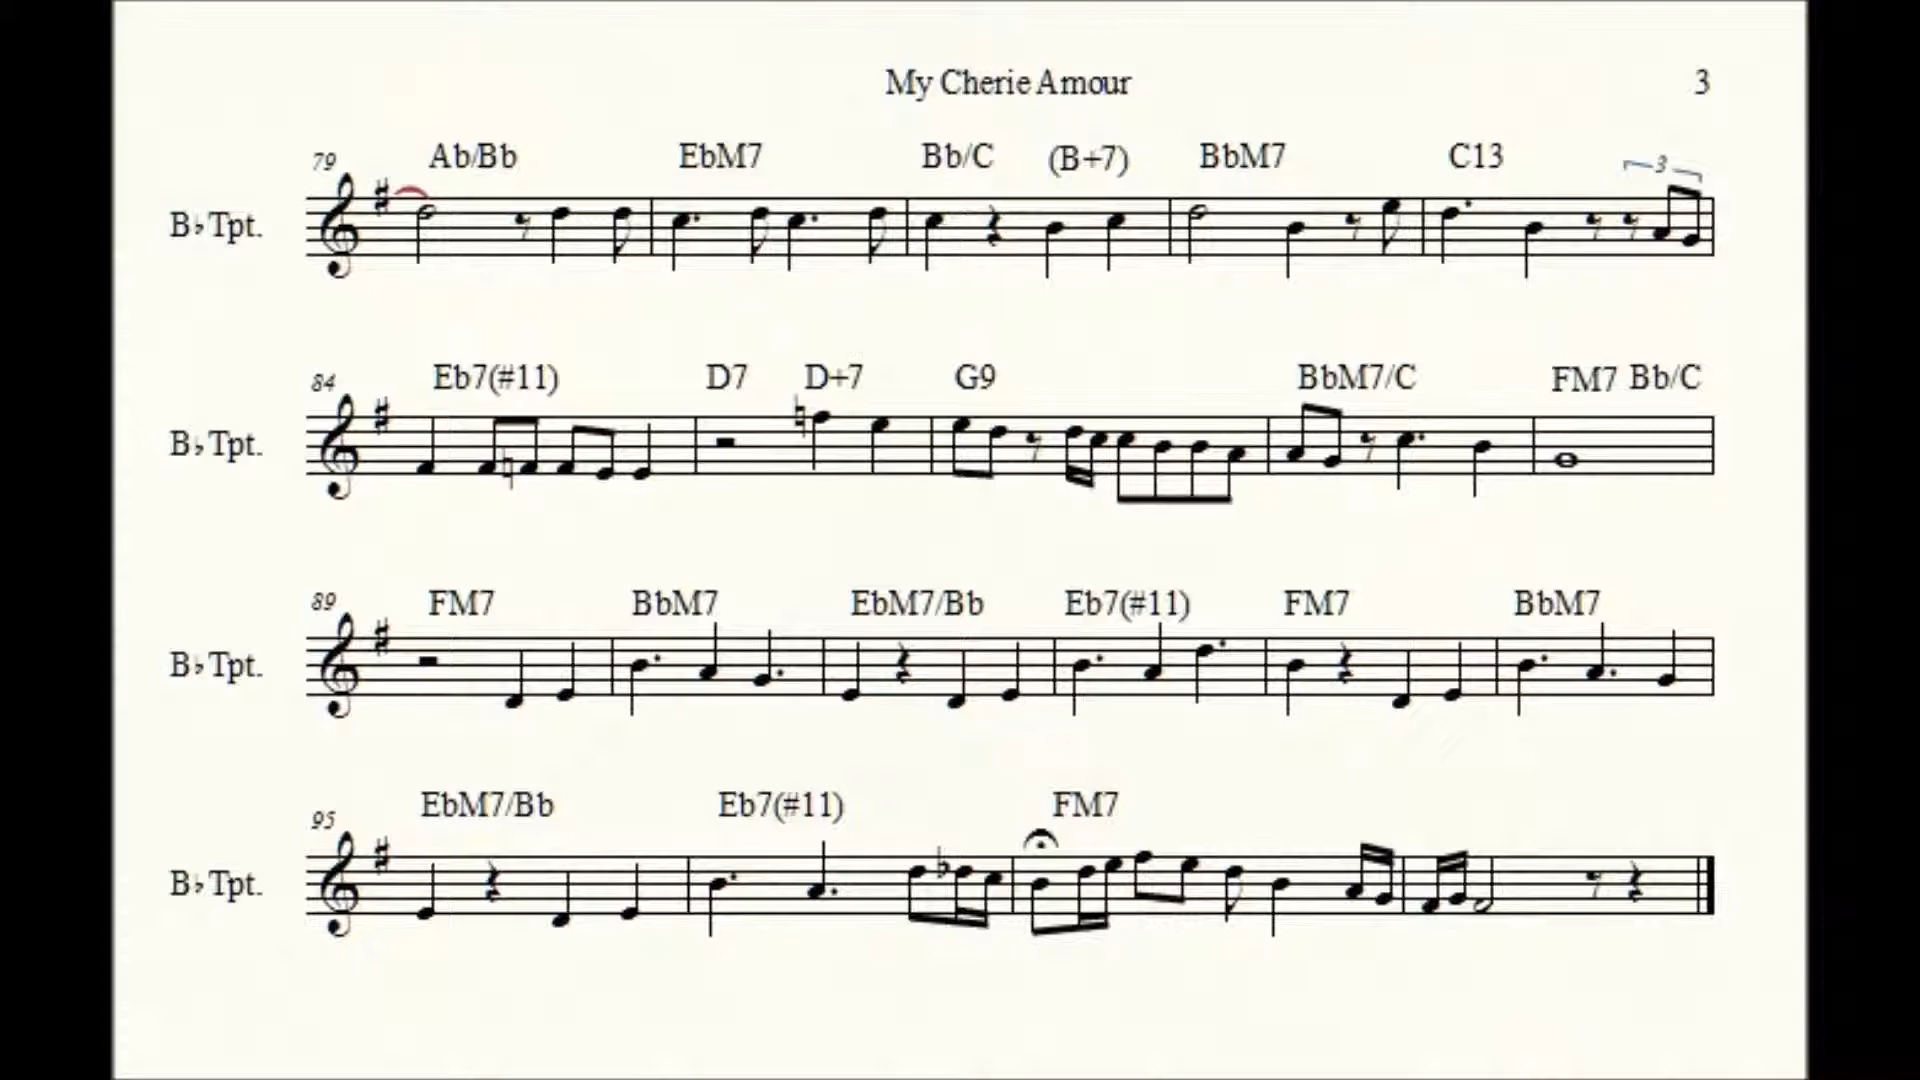 My Cherie Amour 3
79 Ab/Bb EbM7 Bb/C (B+7) BbM7 C13 3
B♭ Tpt.
84 Eb7(#11) D7 D+7 G9 BbM7/C FM7 Bb/C
B♭ Tpt.
89 FM7 BbM7 EbM7/Bb Eb7(#11) FM7 BbM7
B♭ Tpt.
95 EbM7/Bb Eb7(#11) FM7
B♭ Tpt.